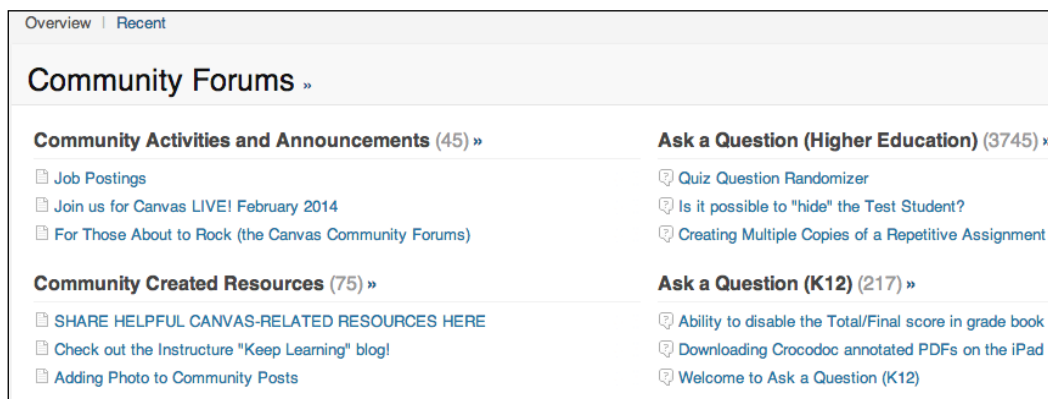 Overview | Recent
Community Forums »
Community Activities and Announcements (45) »
Job Postings
Join us for Canvas LIVE! February 2014
For Those About to Rock (the Canvas Community Forums)
Community Created Resources (75) »
SHARE HELPFUL CANVAS-RELATED RESOURCES HERE
Check out the Instructure "Keep Learning" blog!
Adding Photo to Community Posts
Ask a Question (Higher Education) (3745) »
Quiz Question Randomizer
Is it possible to "hide" the Test Student?
Creating Multiple Copies of a Repetitive Assignment
Ask a Question (K12) (217) »
Ability to disable the Total/Final score in grade book
Downloading Crocodoc annotated PDFs on the iPad
Welcome to Ask a Question (K12)